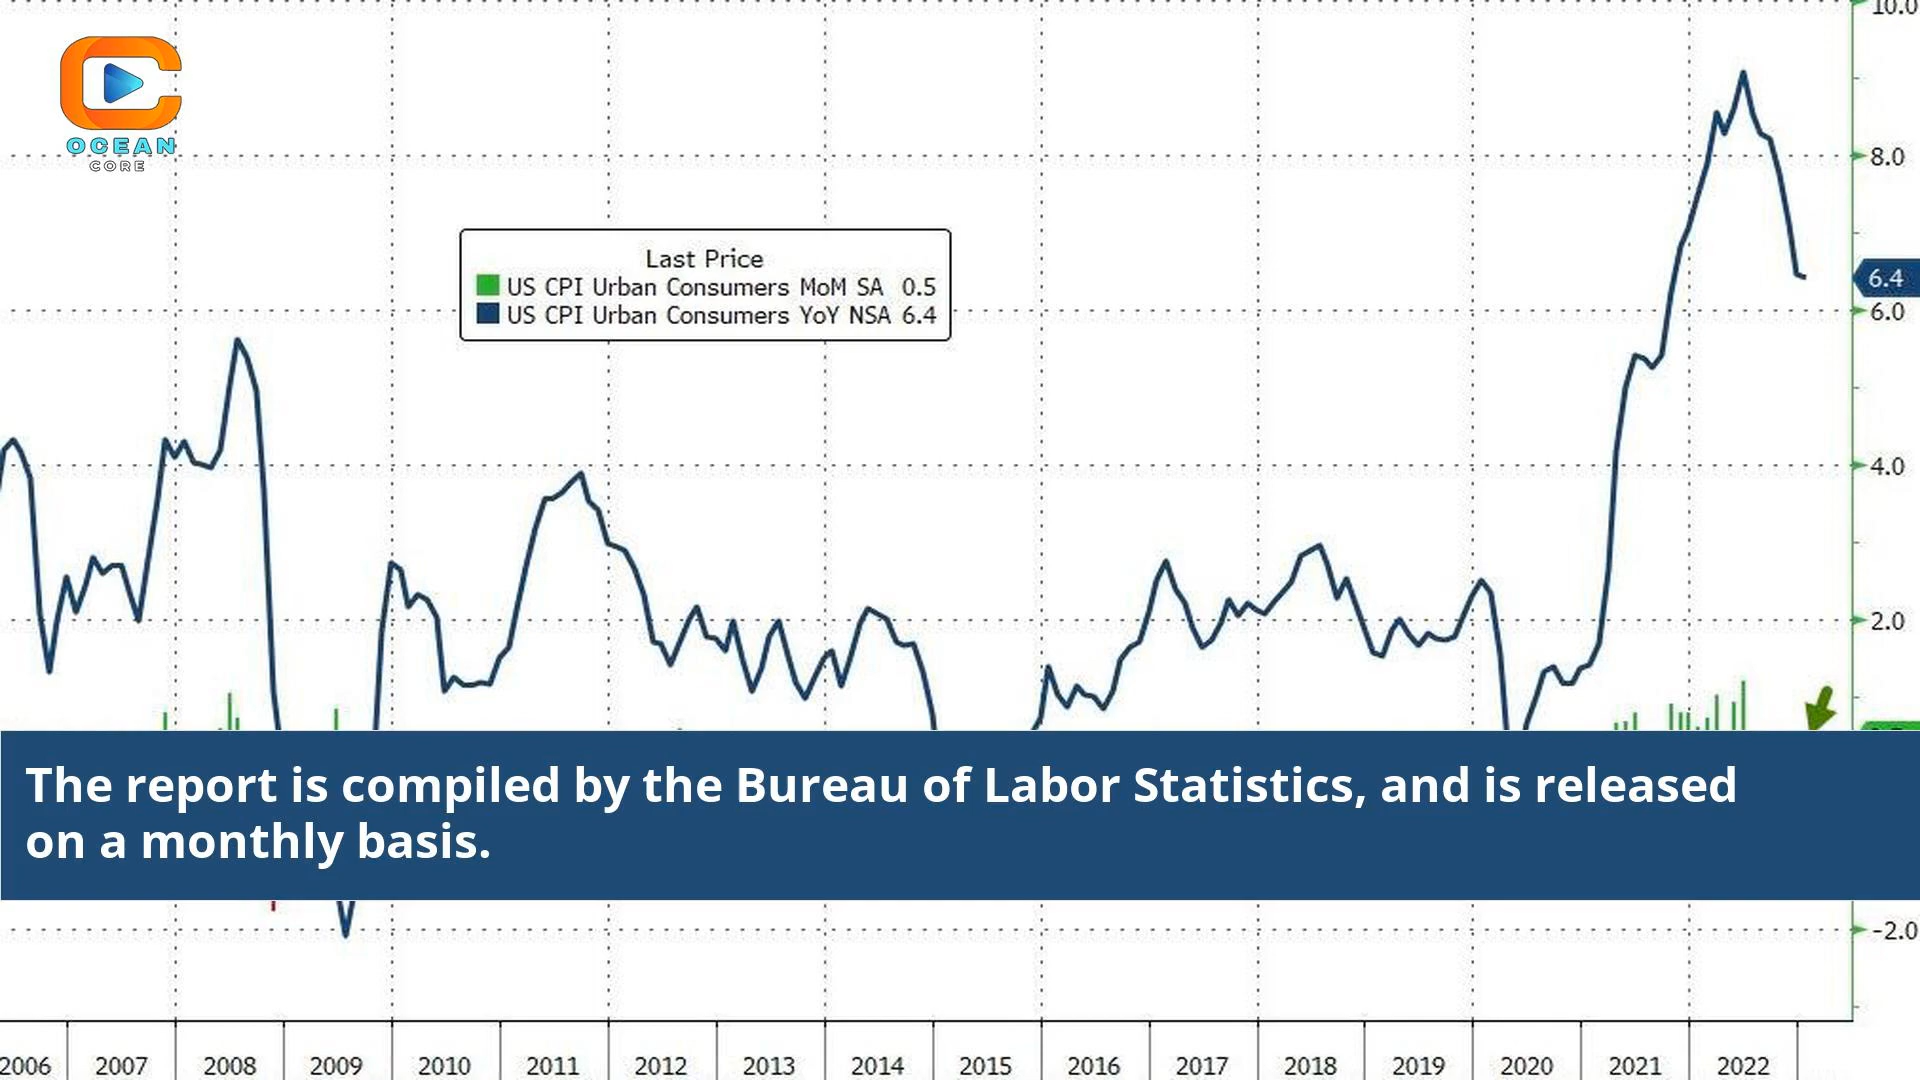 10.0
OCEAN
CORE
8.0
Last Price
US CPI Urban Consumers MoM SA 0.5
US CPI Urban Consumers YoY NSA 6.4
6.4
6.0
4.0
2.0
The report is compiled by the Bureau of Labor Statistics, and is released
on a monthly basis.
-2.0
2006 2007 2008 2009 2010 2011 2012 2013 2014 2015 2016 2017 2018 2019 2020 2021 2022